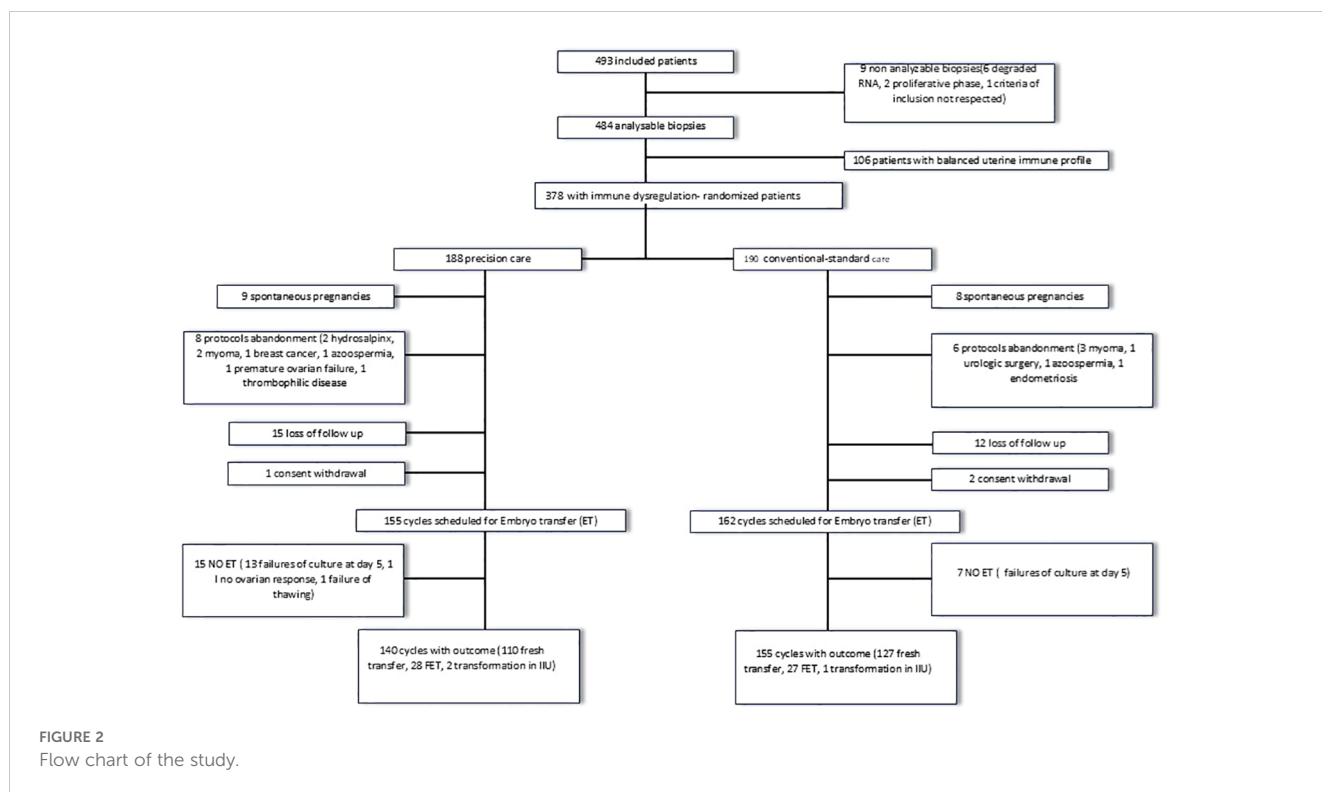 493 included patients
9 non analyzable biopsies(6 degraded
RNA, 2 proliferative phase, 1 criteria of
inclusion not respected)
484 analysable biopsies
106 patients with balanced uterine immune profile
378 with immune dysregulation- randomized patients
188 precision care
190 conventional-standard care
9 spontaneous pregnancies
8 spontaneous pregnancies
8 protocols abandonment (2 hydrosalpinx,
2 myoma, 1 breast cancer, 1 azoospermia,
1 premature ovarian failure, 1
thrombophilic disease
6 protocols abandonment (3 myoma, 1
urologic surgery, 1 azoospermia, 1
endometriosis
15 loss of follow up
12 loss of follow up
1 consent withdrawal
2 consent withdrawal
155 cycles scheduled for Embryo transfer (ET)
162 cycles scheduled for Embryo transfer (ET)
15 NO ET ( 13 failures of culture at day 5, 1
I no ovarian response, 1 failure of
thawing)
7 NO ET (  failures of culture at day 5)
140 cycles with outcome (110 fresh
transfer, 28 FET, 2 transformation in IIU)
155 cycles with outcome (127 fresh
transfer, 27 FET, 1 transformation in IIU)
FIGURE 2
Flow chart of the study.